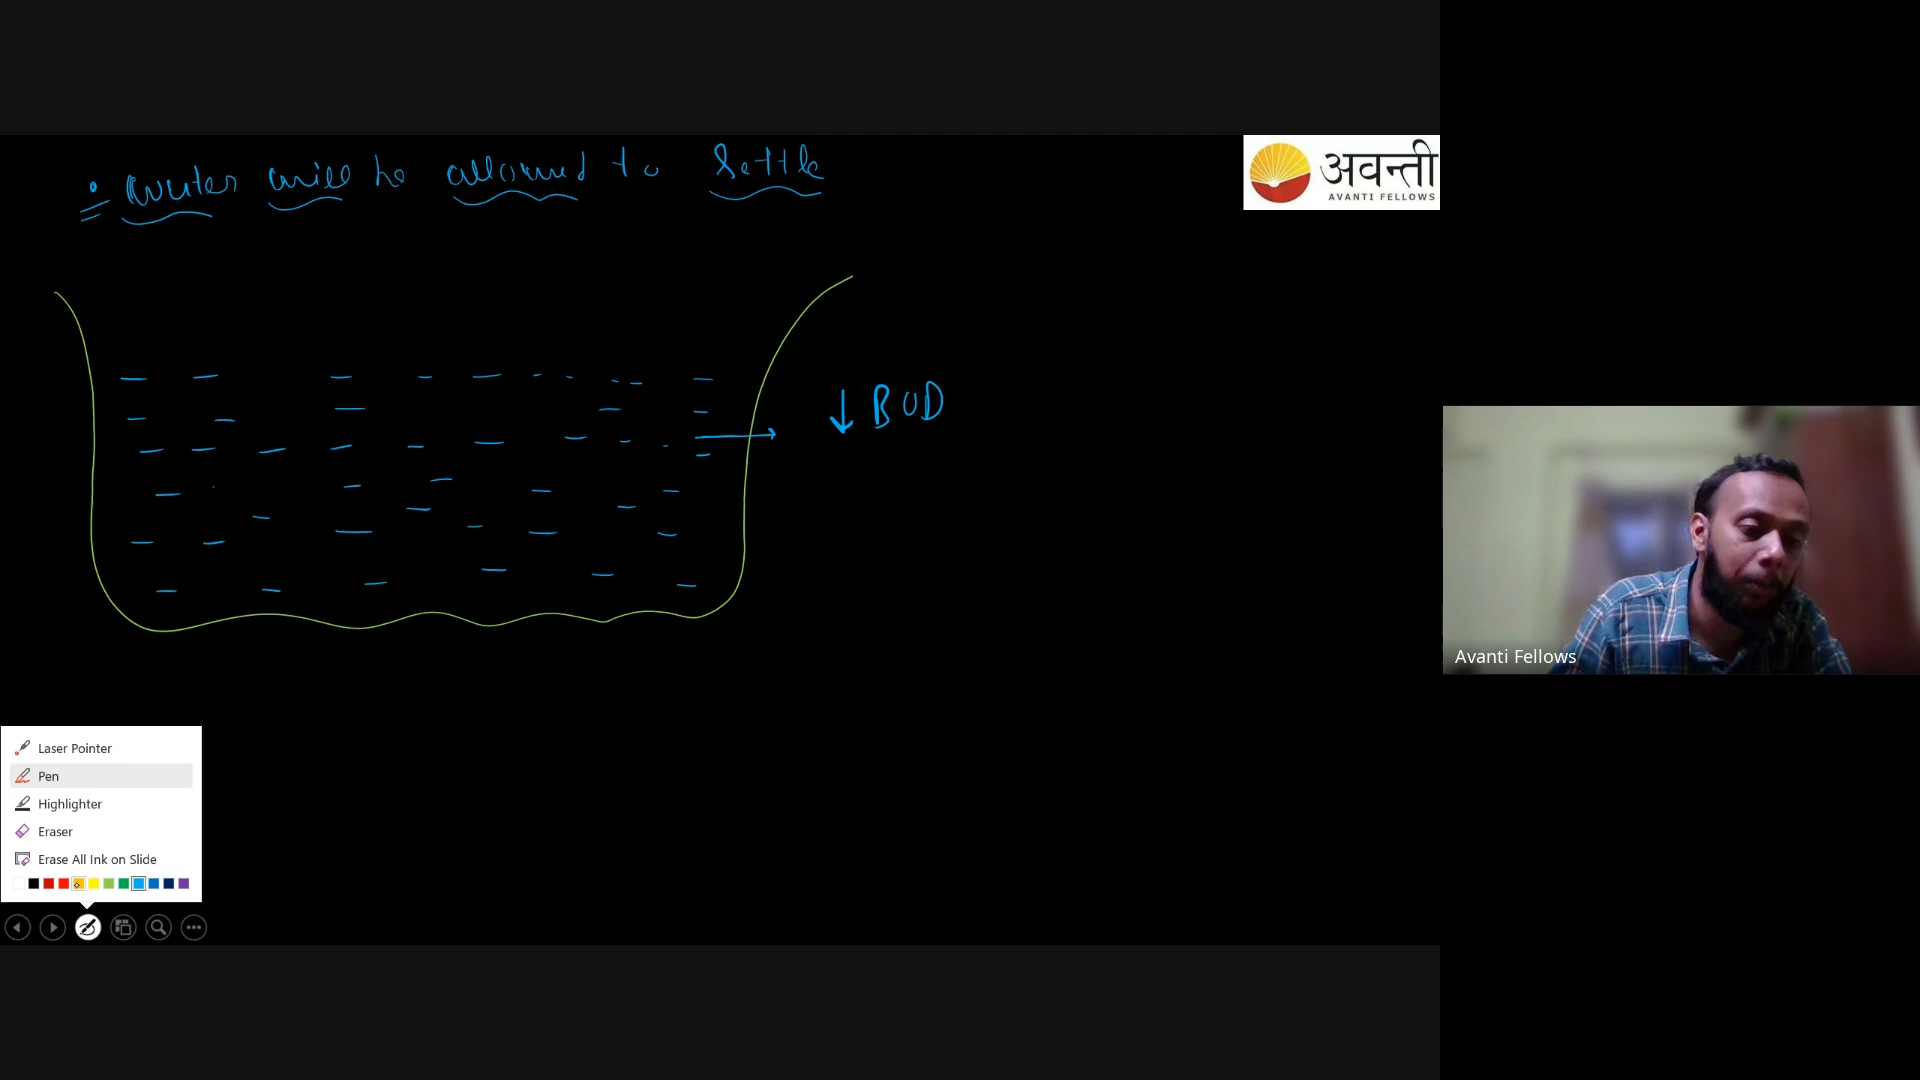 : Water will be allowed to Settle
अवन्ती
AVANTI FELLOWS
↓ BOD
Avanti Fellows
Laser Pointer
Pen
Highlighter
Eraser
Erase All Ink on Slide